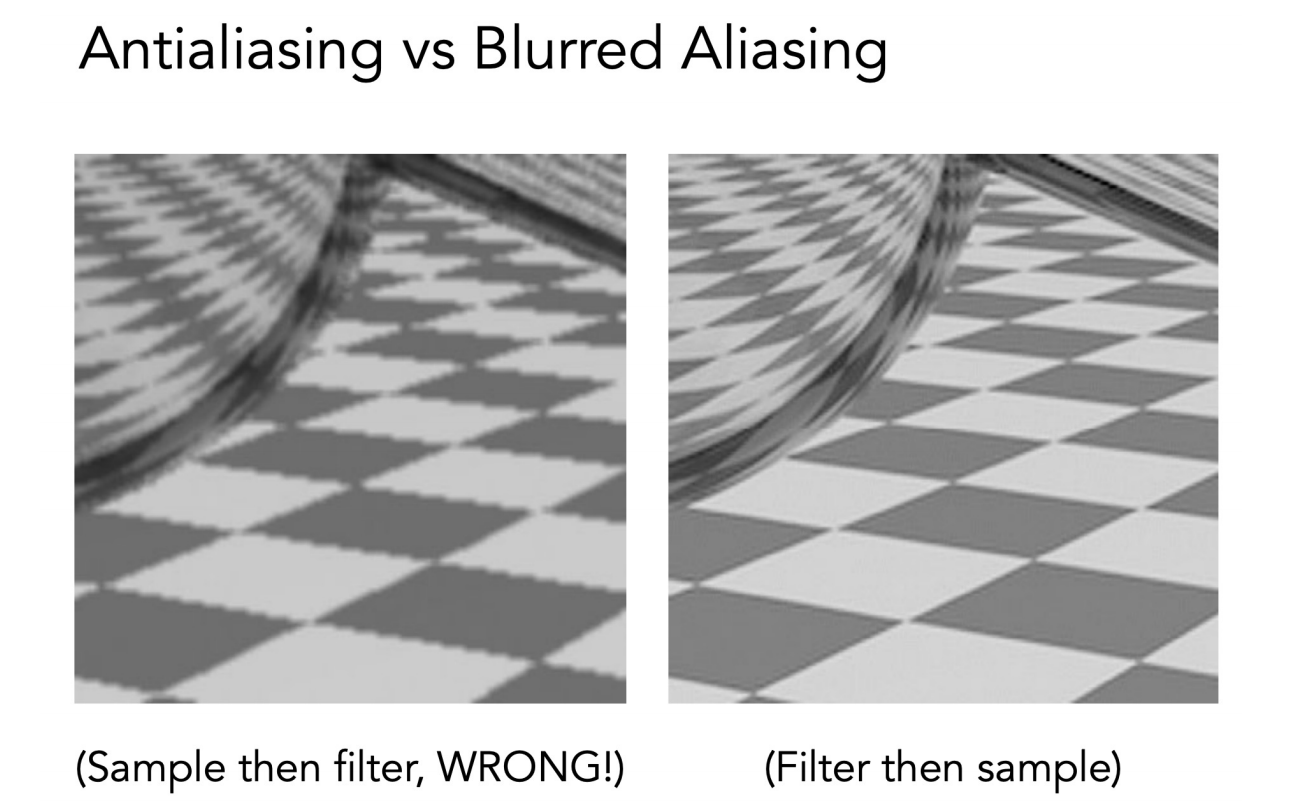 Antialiasing vs Blurred Aliasing
(Sample then filter, WRONG!)
(Filter then sample)